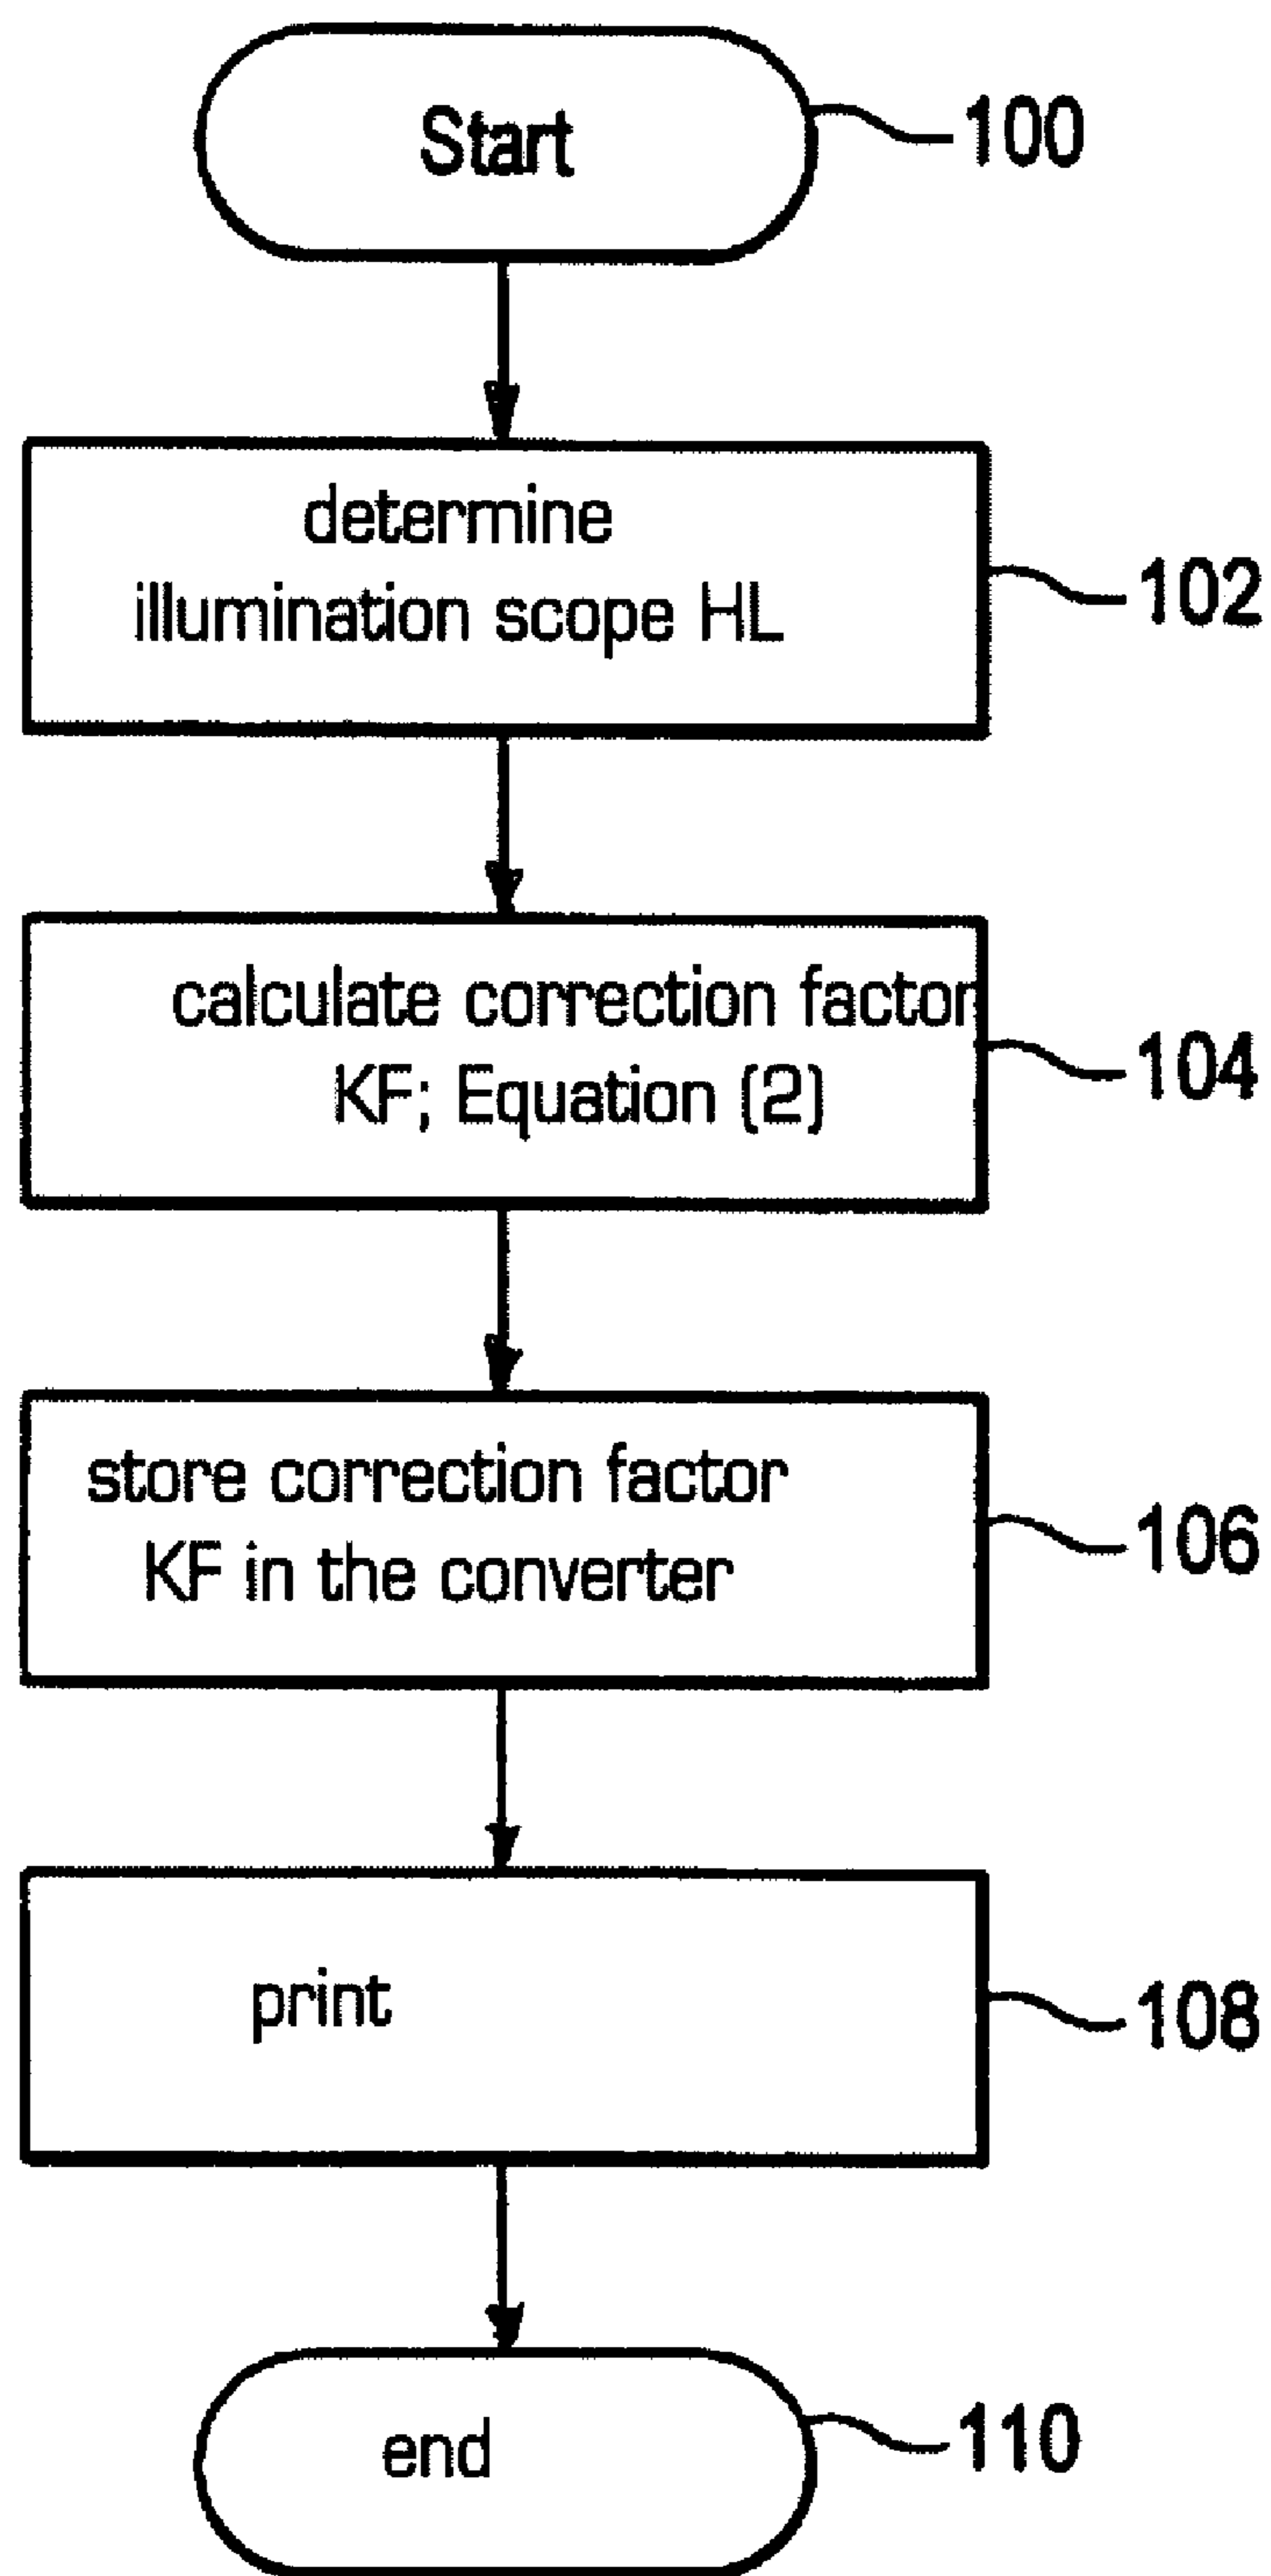 Start
100
determine
illumination scope HL
102
calculate correction factor
KF; Equation (2)
104
store correction factor
KF in the converter
106
print
108
end
110